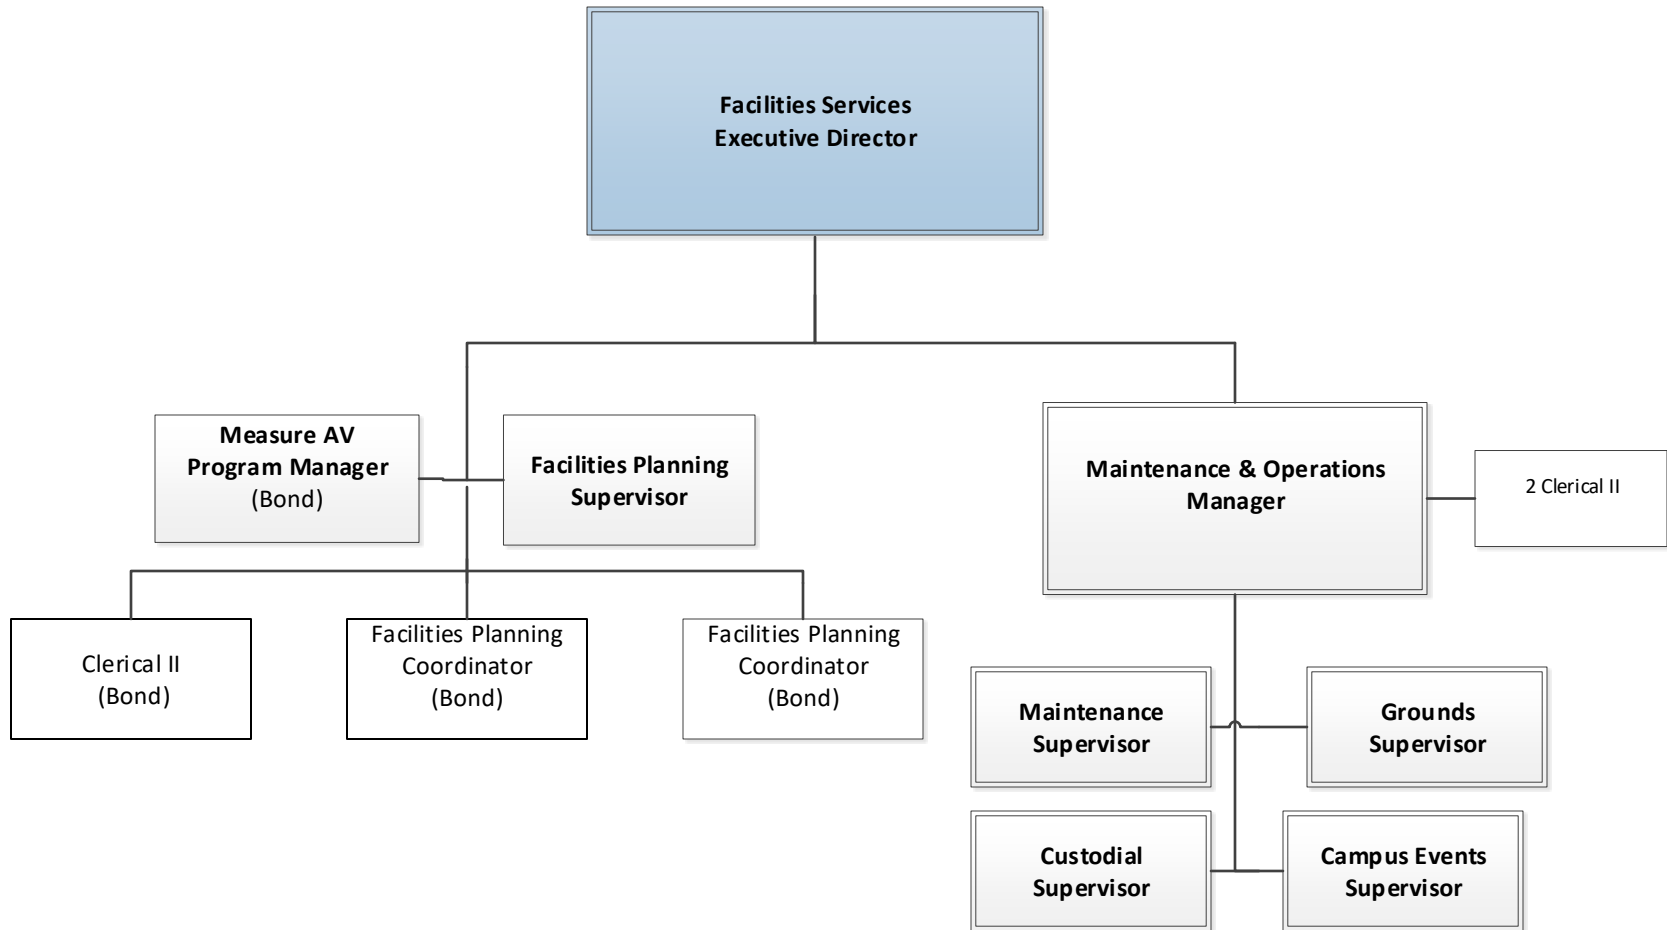 Facilities Services
Executive Director
Measure AV
Program Manager
(Bond)
Facilities Planning
Supervisor
Maintenance & Operations
Manager
2 Clerical II
Clerical II
(Bond)
Facilities Planning
Coordinator
(Bond)
Facilities Planning
Coordinator
(Bond)
Maintenance
Supervisor
Grounds
Supervisor
Custodial
Supervisor
Campus Events
Supervisor